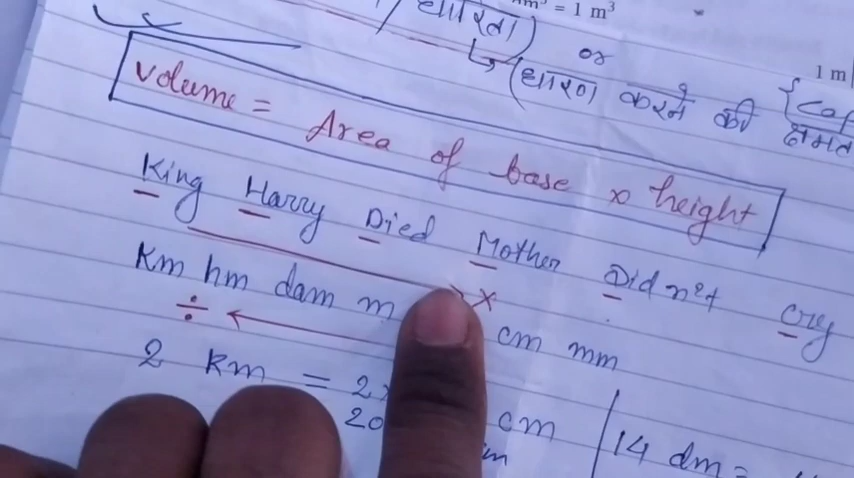 = 1 m³
(धारिता) or
(धारण करने की
1 m
Volume = Area of base × height
King Harry Died Mother Didn't Cry
Km hm dam m cm mm
÷ ×
2 Km = 2× cm
20
14 dm =